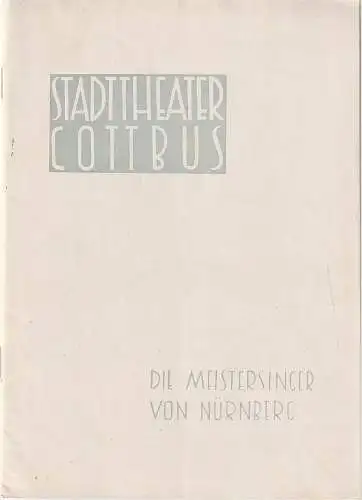 STADTTHEATER
COTTBUS
DIE MEISTERSINGER
VON NÜRNBERG